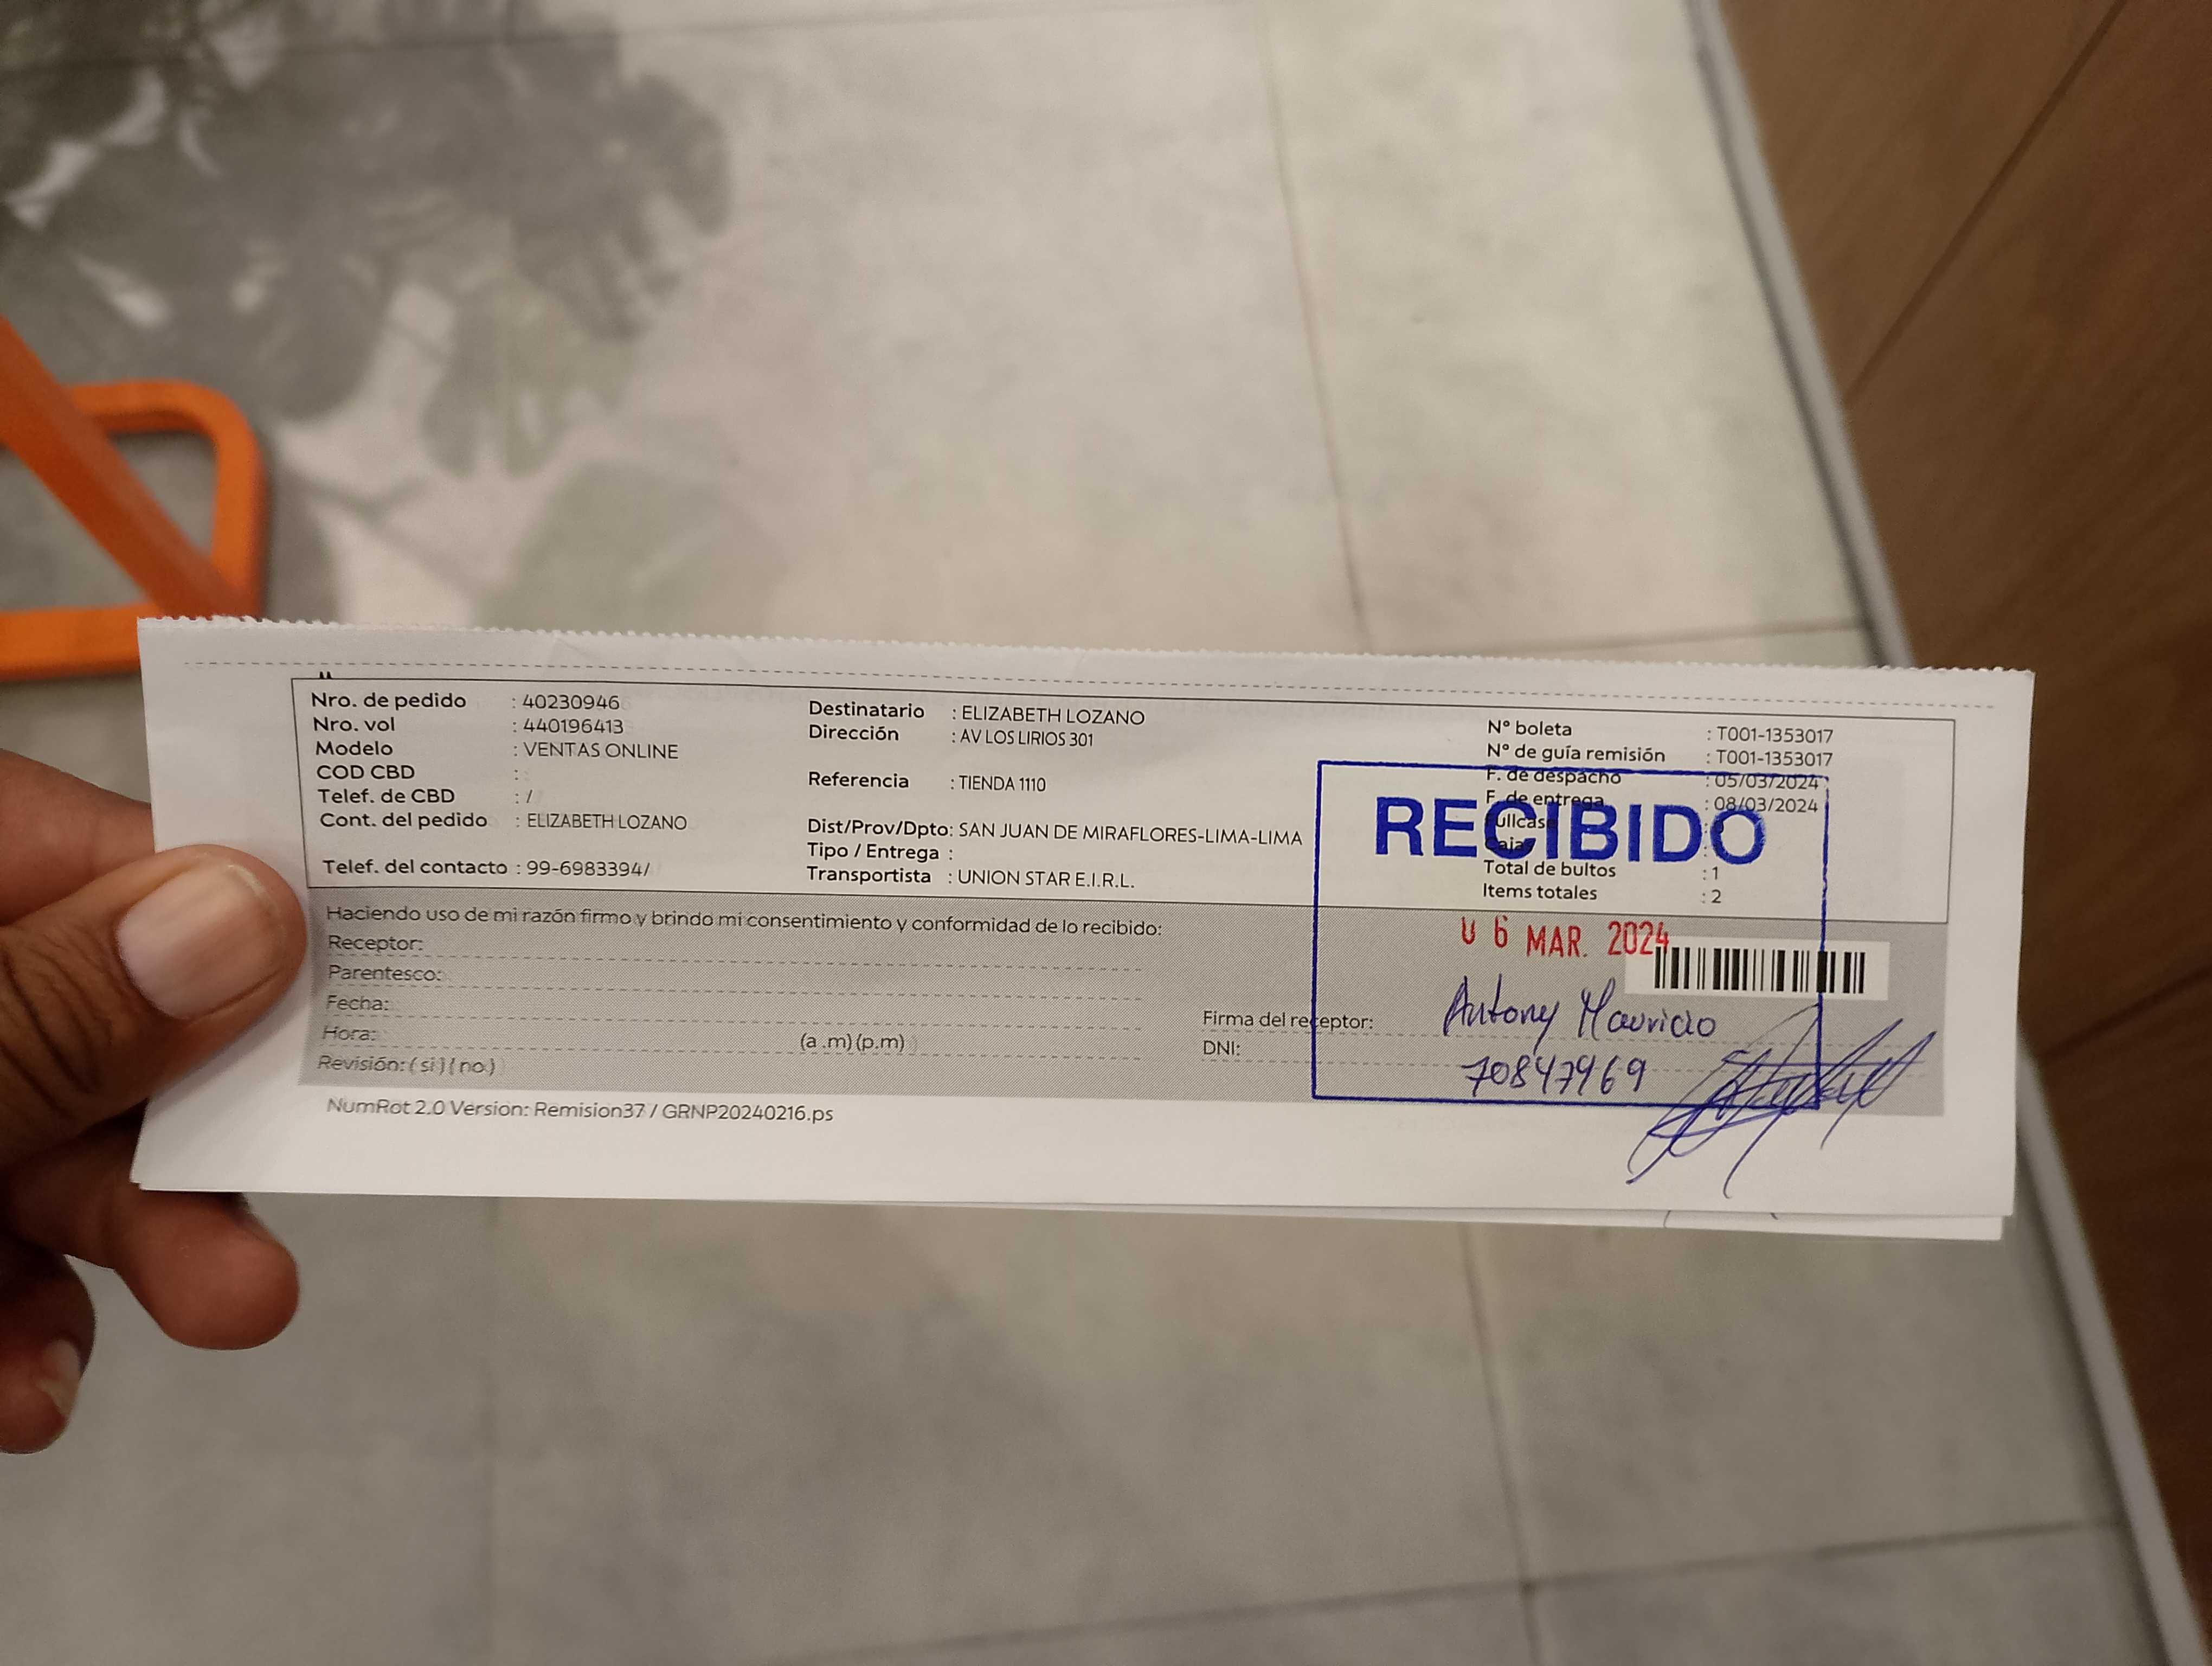 Nro. de pedido : 40230946
Nro. vol : 440196413
Modelo : VENTAS ONLINE
COD CBD :
Telef. de CBD : /
Cont. del pedido : ELIZABETH LOZANO
Telef. del contacto : 99-6983394/
Destinatario : ELIZABETH LOZANO
Dirección : AV LOS LIRIOS 301
Referencia : TIENDA 1110
Dist/Prov/Dpto: SAN JUAN DE MIRAFLORES-LIMA-LIMA
Tipo / Entrega :
Transportista : UNION STAR E.I.R.L.
N° boleta : T001-1353017
N° de guía remisión : T001-1353017
F. de despacho : 05/03/2024
F. de entrega : 08/03/2024
Total de bultos : 1
Items totales : 2
RECIBIDO
06 MAR. 2024
Haciendo uso de mi razón firmo y brindo mi consentimiento y conformidad de lo recibido:
Receptor:
Parentesco:
Fecha:
Hora: (a .m) (p.m)
Revisión: ( si ) ( no )
Firma del receptor: Antony Mauricio
DNI: 70847969
NumRot 2.0 Version: Remision37 / GRNP20240216.ps